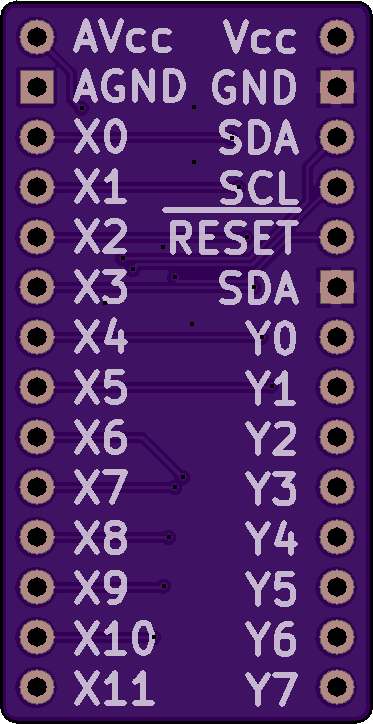 AVcc Vcc
AGND GND
X0 SDA
X1 SCL
X2 RESET
X3 SDA
X4 Y0
X5 Y1
X6 Y2
X7 Y3
X8 Y4
X9 Y5
X10 Y6
X11 Y7